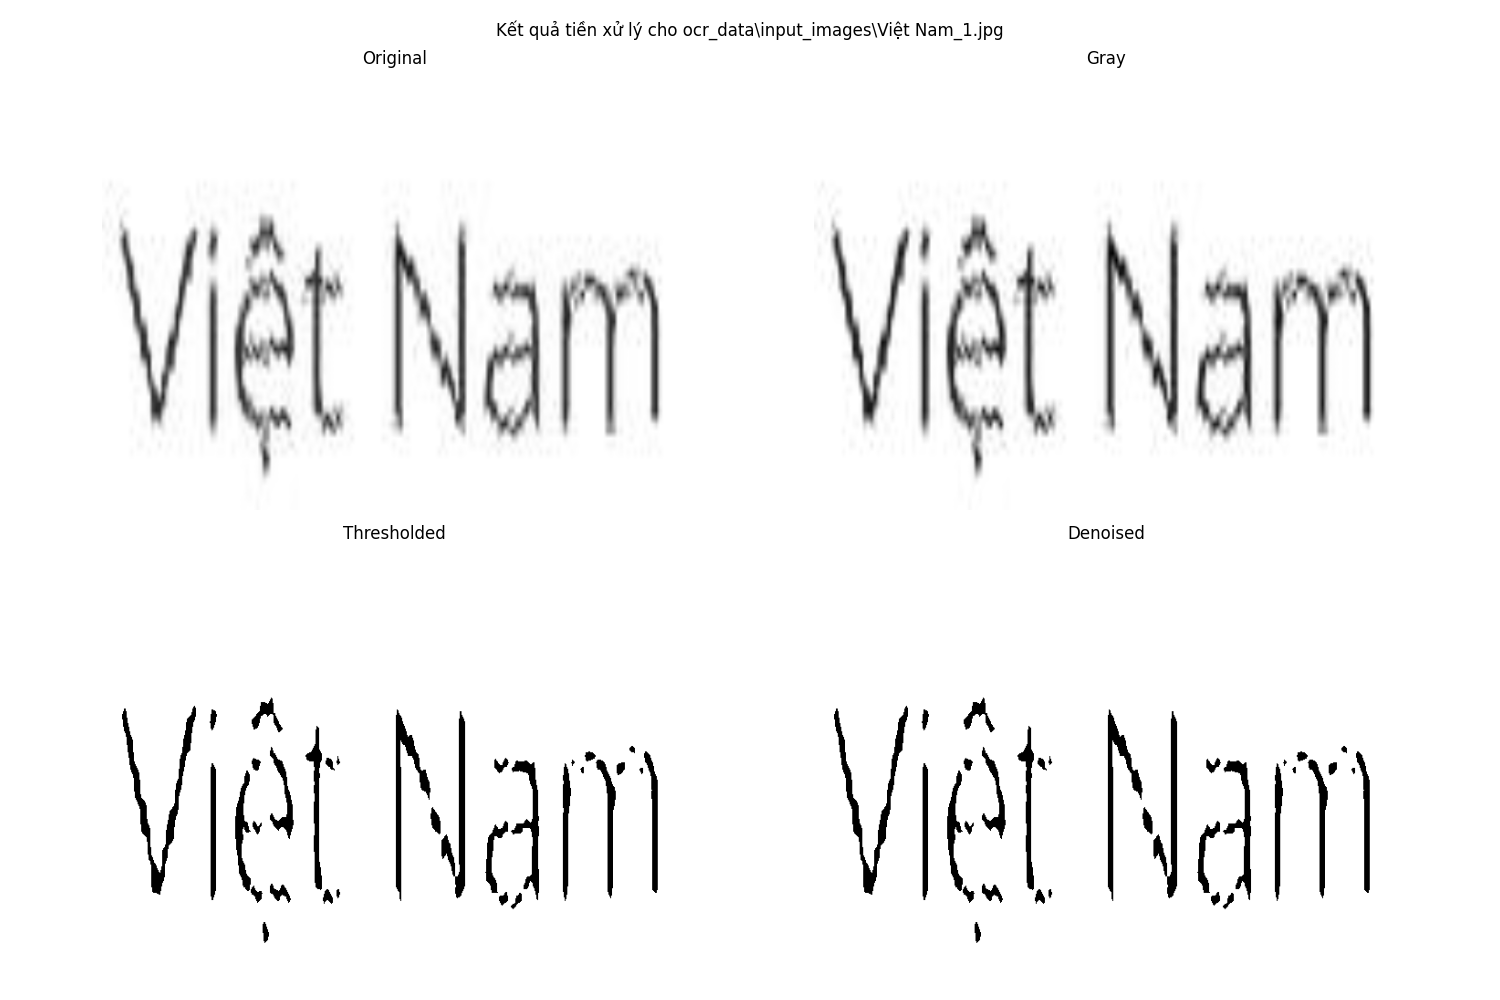 Kết quả tiền xử lý cho ocr_data\input_images\Việt Nam_1.jpg
Original
Gray
Việt Nam
Việt Nam
Thresholded
Denoised
Việt Nam
Việt Nam